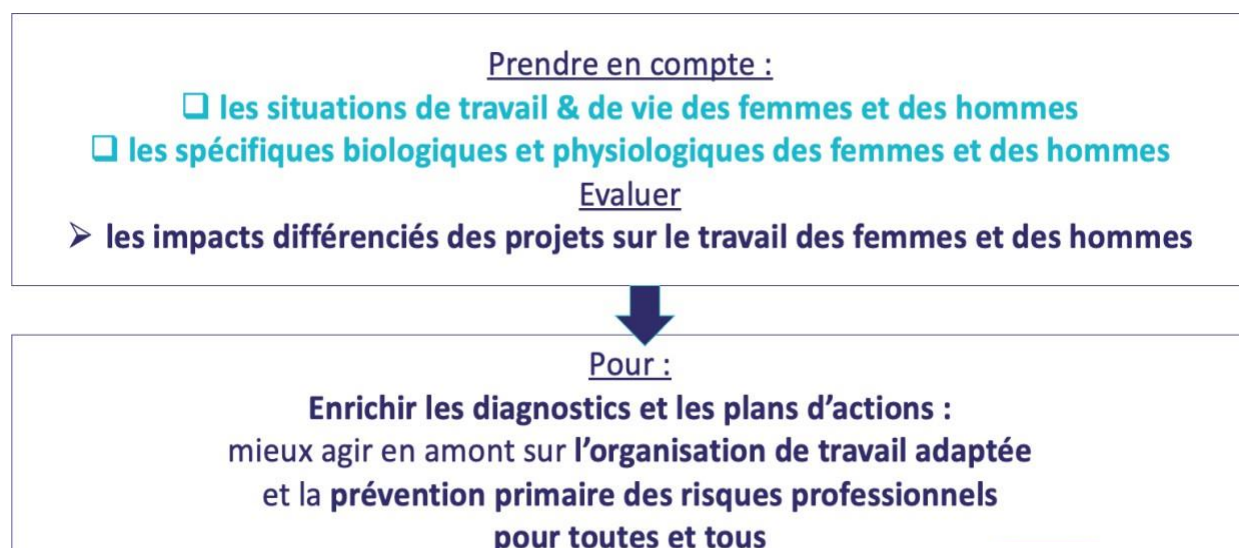 Prendre en compte :
❑ les situations de travail & de vie des femmes et des hommes
❑ les spécifiques biologiques et physiologiques des femmes et des hommes
Evaluer
➢ les impacts différenciés des projets sur le travail des femmes et des hommes
Pour :
Enrichir les diagnostics et les plans d’actions :
mieux agir en amont sur l’organisation de travail adaptée
et la prévention primaire des risques professionnels
pour toutes et tous